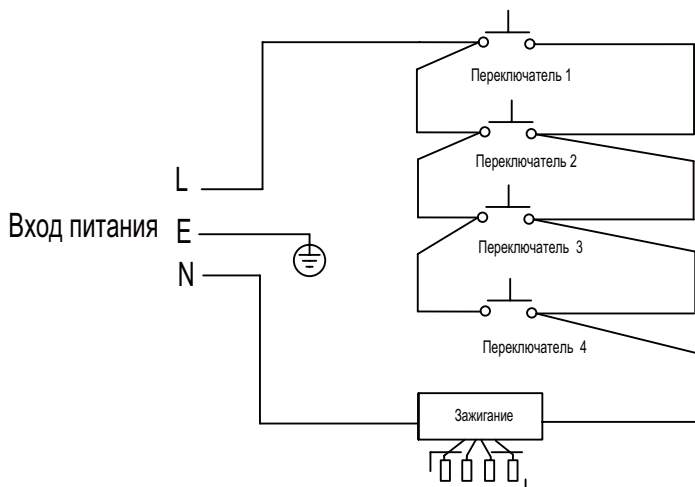 Переключатель 1
Переключатель 2
L
Вход питания E
Переключатель 3
N
Переключатель 4
Зажигание